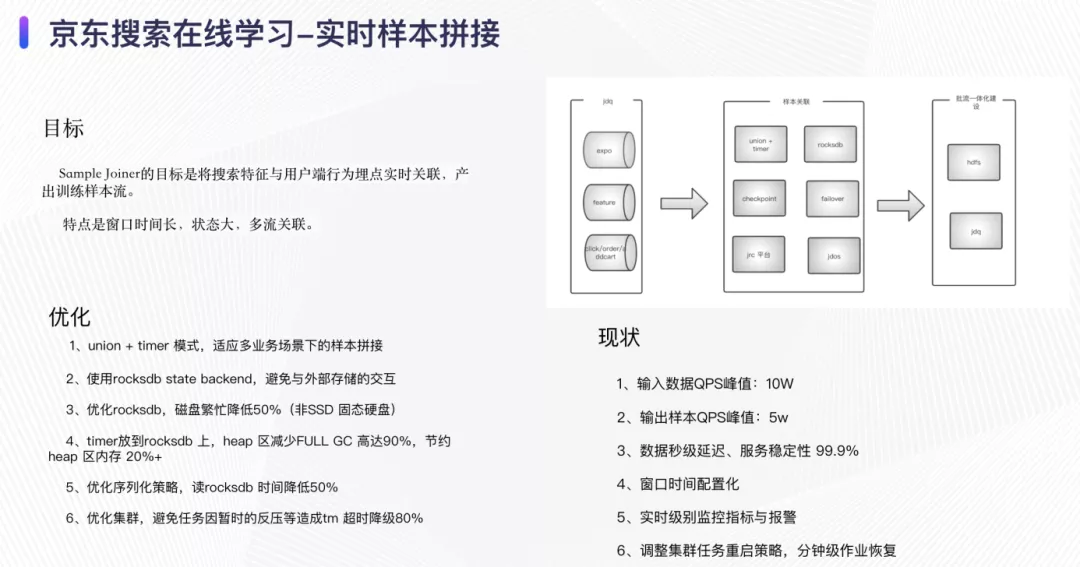 京东搜索在线学习-实时样本拼接
目标
Sample Joiner的目标是将搜索特征与用户端行为埋点实时关联，产
出训练样本流。
特点是窗口时间长，状态大，多流关联。
jdq
expo
feature
click/order/a
ddcart
样本关联
union +
timer
rocksdb
checkpoint
failover
jrc 平台
jdos
批流一体化建
设
hdfs
jdq
优化
1、union + timer 模式，适应多业务场景下的样本拼接
2、使用rocksdb state backend，避免与外部存储的交互
3、优化rocksdb，磁盘繁忙降低50%（非SSD 固态硬盘）
4、timer放到rocksdb 上，heap 区减少FULL GC 高达90%，节约
heap 区内存 20%+
5、优化序列化策略，读rocksdb 时间降低50%
6、优化集群，避免任务因暂时的反压等造成tm 超时降级80%
现状
1、输入数据QPS峰值：10W
2、输出样本QPS峰值：5w
3、数据秒级延迟、服务稳定性 99.9%
4、窗口时间配置化
5、实时级别监控指标与报警
6、调整集群任务重启策略，分钟级作业恢复